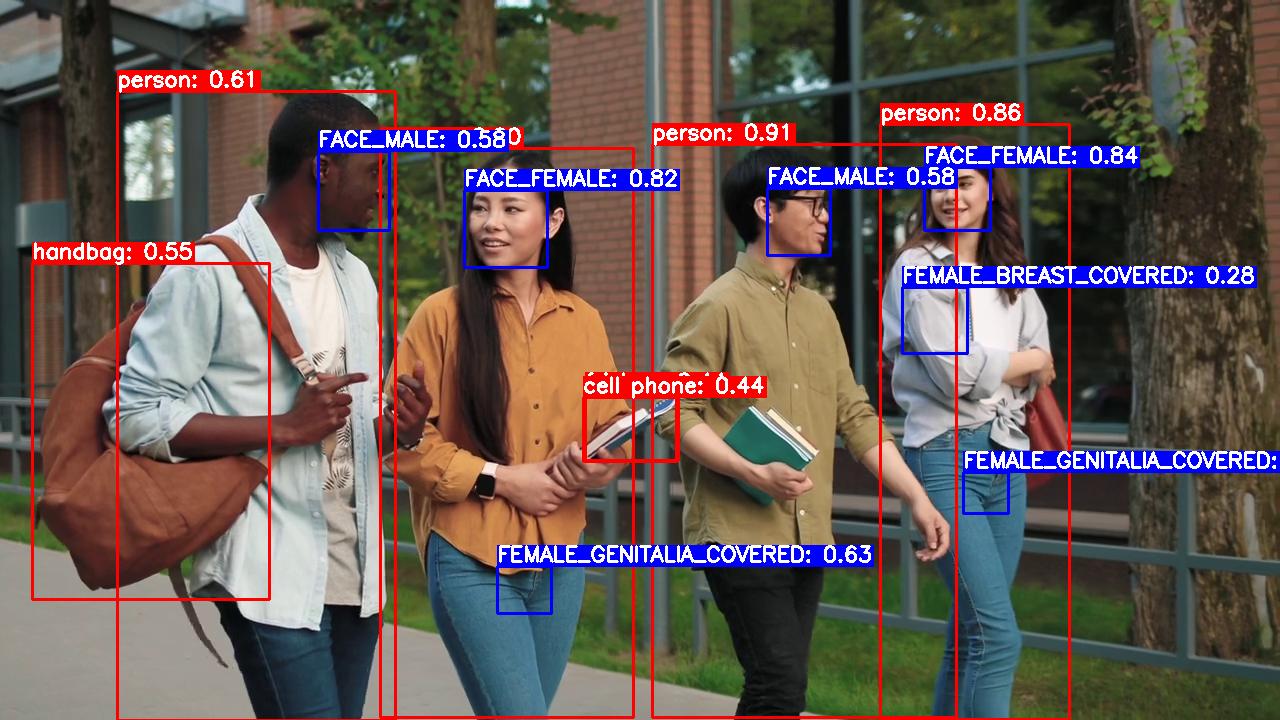 person: 0.61
person: 0.86
person: 0.91
FACE_MALE: 0.58
FACE_FEMALE: 0.84
FACE_FEMALE: 0.82
FACE_MALE: 0.58
handbag: 0.55
FEMALE_BREAST_COVERED: 0.28
cell phone: 0.44
FEMALE_GENITALIA_COVERED:
FEMALE_GENITALIA_COVERED: 0.63